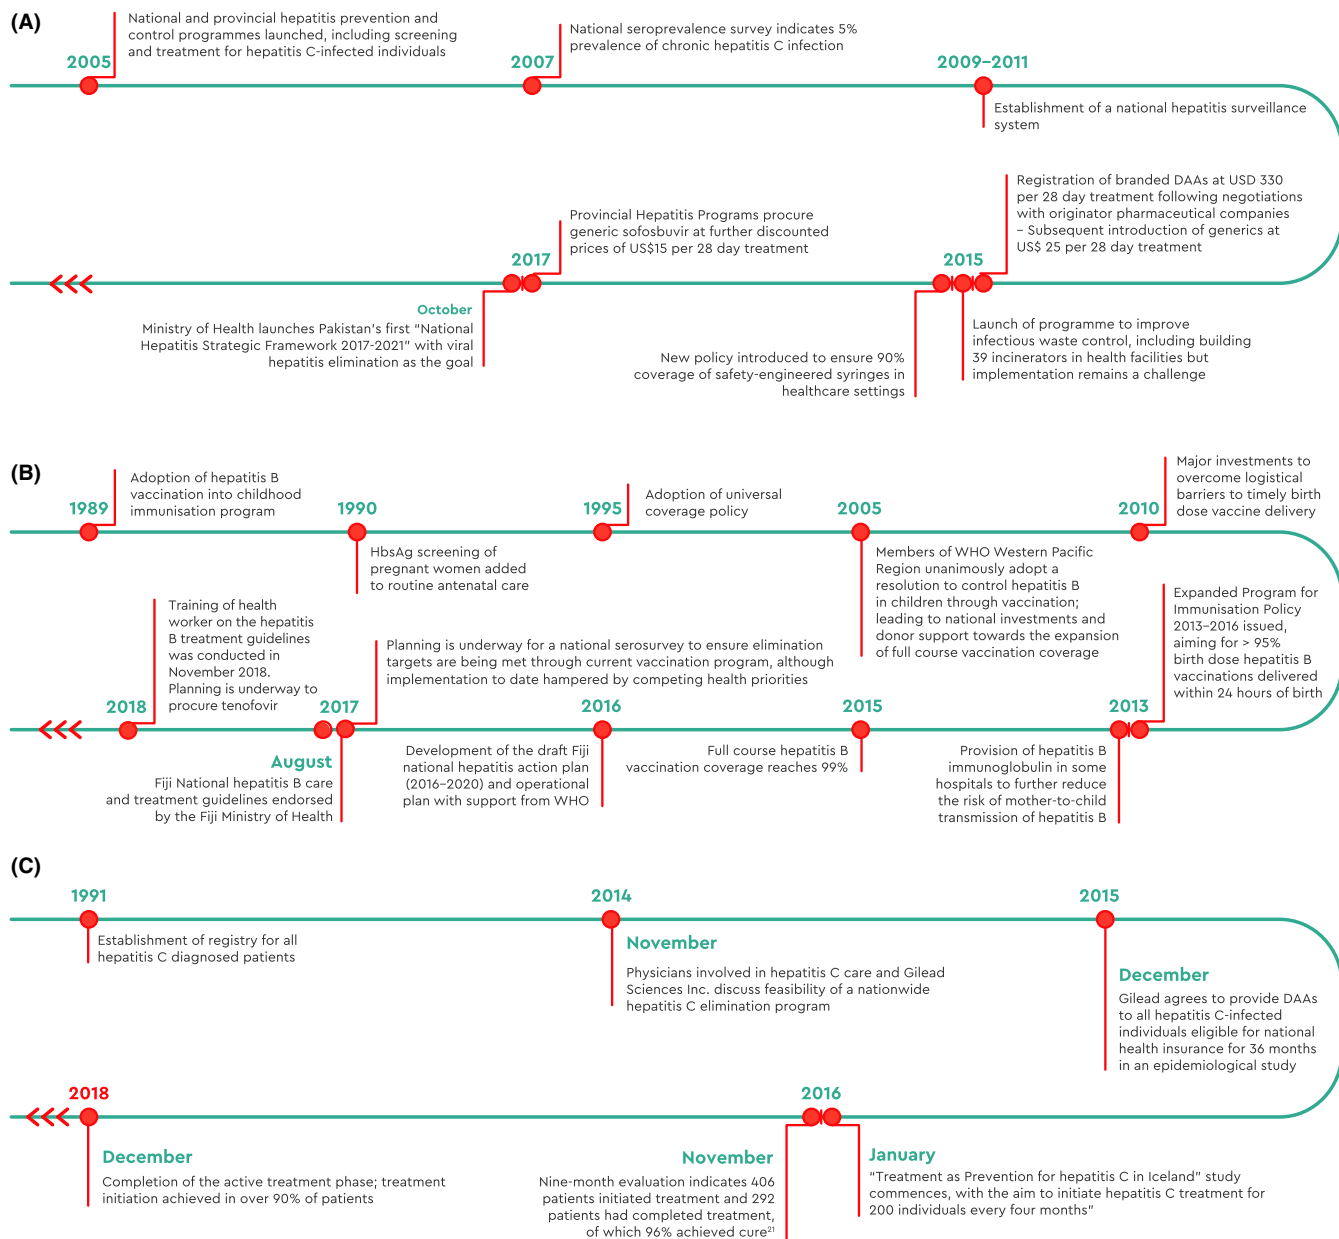 (A)
2005
National and provincial hepatitis prevention and
control programmes launched, including screening
and treatment for hepatitis C-infected individuals
2007
National seroprevalence survey indicates 5%
prevalence of chronic hepatitis C infection
2009–2011
Establishment of a national hepatitis surveillance
system
2015
Registration of branded DAAs at USD 330
per 28 day treatment following negotiations
with originator pharmaceutical companies
– Subsequent introduction of generics at
US$ 25 per 28 day treatment
Launch of programme to improve
infectious waste control, including building
39 incinerators in health facilities but
implementation remains a challenge
New policy introduced to ensure 90%
coverage of safety-engineered syringes in
healthcare settings
2017
Provincial Hepatitis Programs procure
generic sofosbuvir at further discounted
prices of US$15 per 28 day treatment
October
Ministry of Health launches Pakistan's first "National
Hepatitis Strategic Framework 2017-2021" with viral
hepatitis elimination as the goal
(B)
1989
Adoption of hepatitis B
vaccination into childhood
immunisation program
1990
HbsAg screening of
pregnant women added
to routine antenatal care
1995
Adoption of universal
coverage policy
2005
Members of WHO Western Pacific
Region unanimously adopt a
resolution to control hepatitis B
in children through vaccination;
leading to national investments and
donor support towards the expansion
of full course vaccination coverage
2010
Major investments to
overcome logistical
barriers to timely birth
dose vaccine delivery
2013
Expanded Program for
Immunisation Policy
2013–2016 issued,
aiming for > 95%
birth dose hepatitis B
vaccinations delivered
within 24 hours of birth
Provision of hepatitis B
immunoglobulin in some
hospitals to further reduce
the risk of mother-to-child
transmission of hepatitis B
2015
Full course hepatitis B
vaccination coverage reaches 99%
2016
Development of the draft Fiji
national hepatitis action plan
(2016–2020) and operational
plan with support from WHO
2017
Planning is underway for a national serosurvey to ensure elimination
targets are being met through current vaccination program, although
implementation to date hampered by competing health priorities
August
Fiji National hepatitis B care
and treatment guidelines endorsed
by the Fiji Ministry of Health
2018
Training of health
worker on the hepatitis
B treatment guidelines
was conducted in
November 2018.
Planning is underway to
procure tenofovir
(C)
1991
Establishment of registry for all
hepatitis C diagnosed patients
2014
November
Physicians involved in hepatitis C care and Gilead
Sciences Inc. discuss feasibility of a nationwide
hepatitis C elimination program
2015
December
Gilead agrees to provide DAAs
to all hepatitis C-infected
individuals eligible for national
health insurance for 36 months
in an epidemiological study
2016
January
"Treatment as Prevention for hepatitis C in Iceland" study
commences, with the aim to initiate hepatitis C treatment for
200 individuals every four months"
November
Nine-month evaluation indicates 406
patients initiated treatment and 292
patients had completed treatment,
of which 96% achieved cure²¹
2018
December
Completion of the active treatment phase; treatment
initiation achieved in over 90% of patients